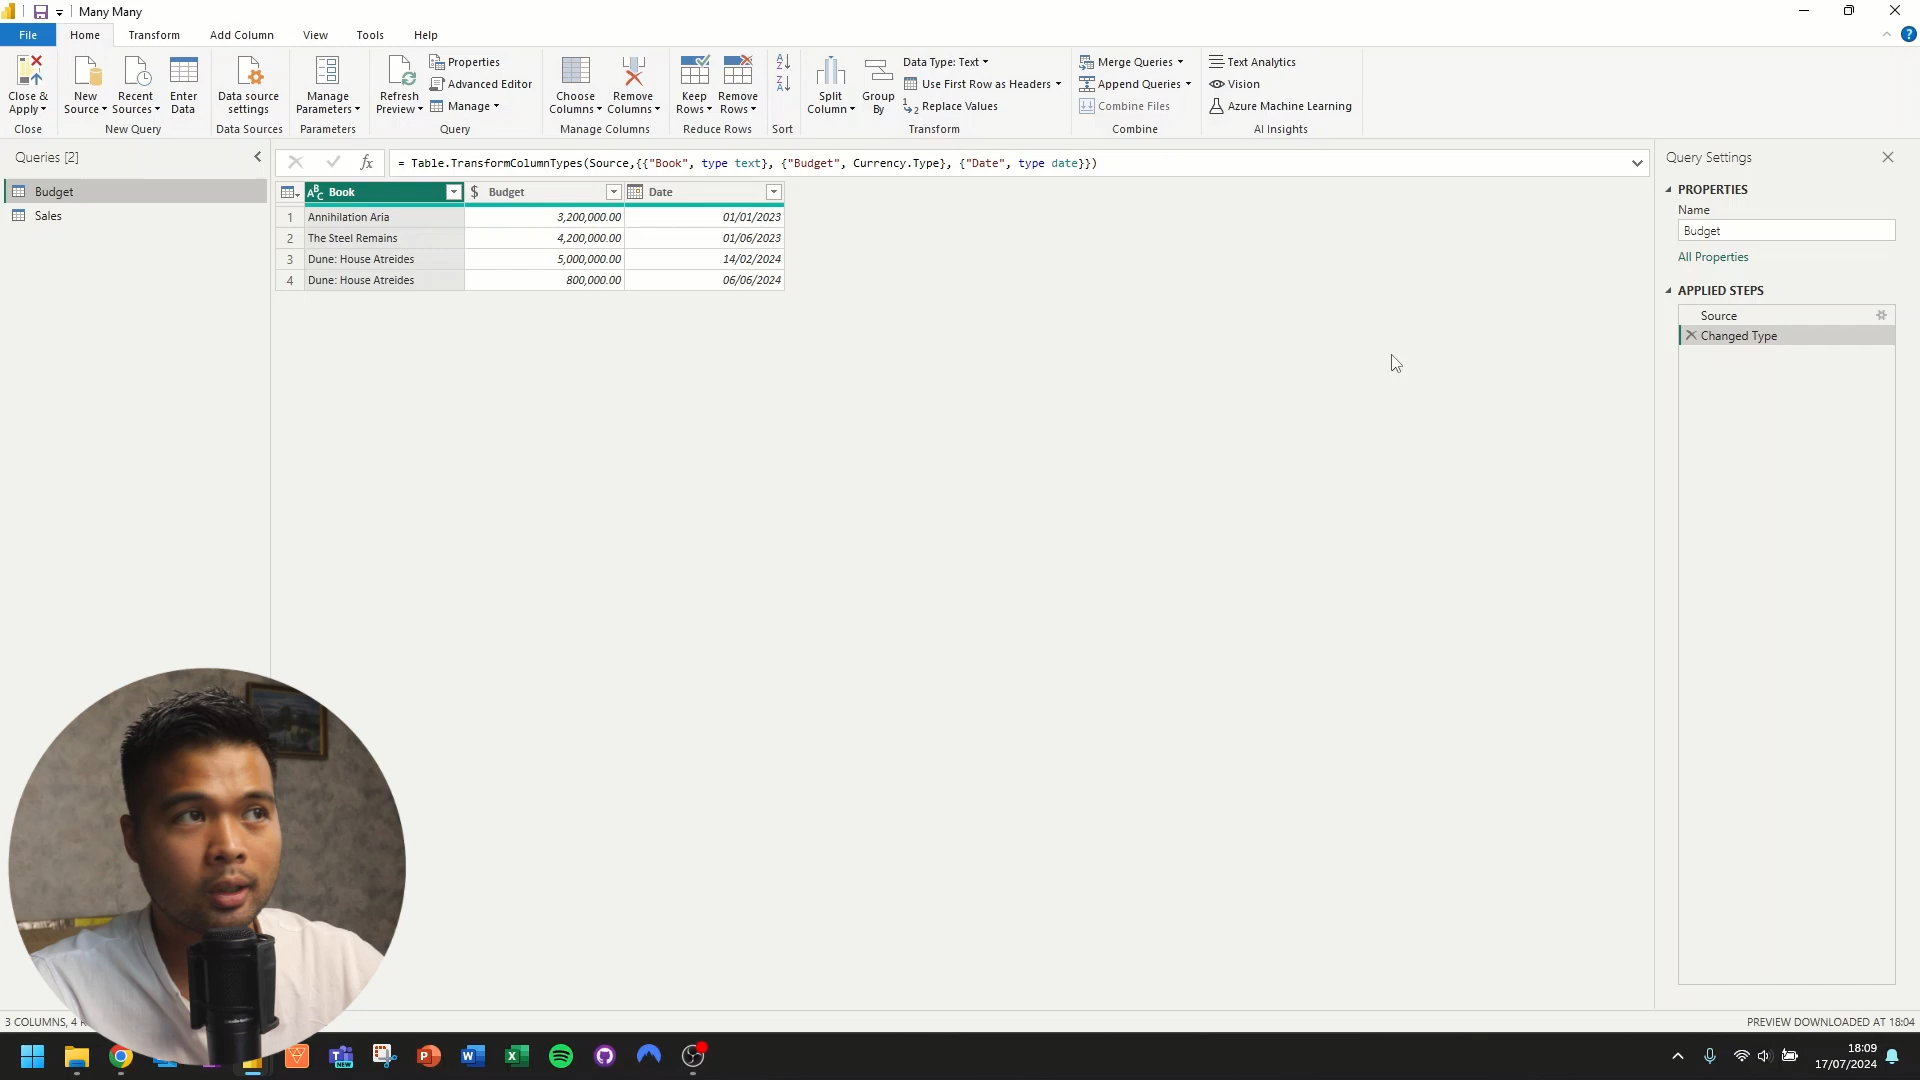 Many Many
File Home Transform Add Column View Tools Help
Close & Apply
New Source
Recent Sources
Enter Data
Data source settings
Manage Parameters
Refresh Preview
Properties
Advanced Editor
Manage
Choose Columns
Remove Columns
Keep Rows
Remove Rows
Split Column
Group By
Data Type: Text
Use First Row as Headers
Replace Values
Merge Queries
Append Queries
Combine Files
Text Analytics
Vision
Azure Machine Learning
Close New Query Data Sources Parameters Query Manage Columns Reduce Rows Sort Transform Combine AI Insights
Queries [2]
Budget
Sales
= Table.TransformColumnTypes(Source,{{"Book", type text}, {"Budget", Currency.Type}, {"Date", type date}})
Book Budget Date
1 Annihilation Aria 3,200,000.00 01/01/2023
2 The Steel Remains 4,200,000.00 01/06/2023
3 Dune: House Atreides 5,000,000.00 14/02/2024
4 Dune: House Atreides 800,000.00 06/06/2024
Query Settings
PROPERTIES
Name
Budget
All Properties
APPLIED STEPS
Source
Changed Type
3 COLUMNS, 4
PREVIEW DOWNLOADED AT 18:04
18:09
17/07/2024